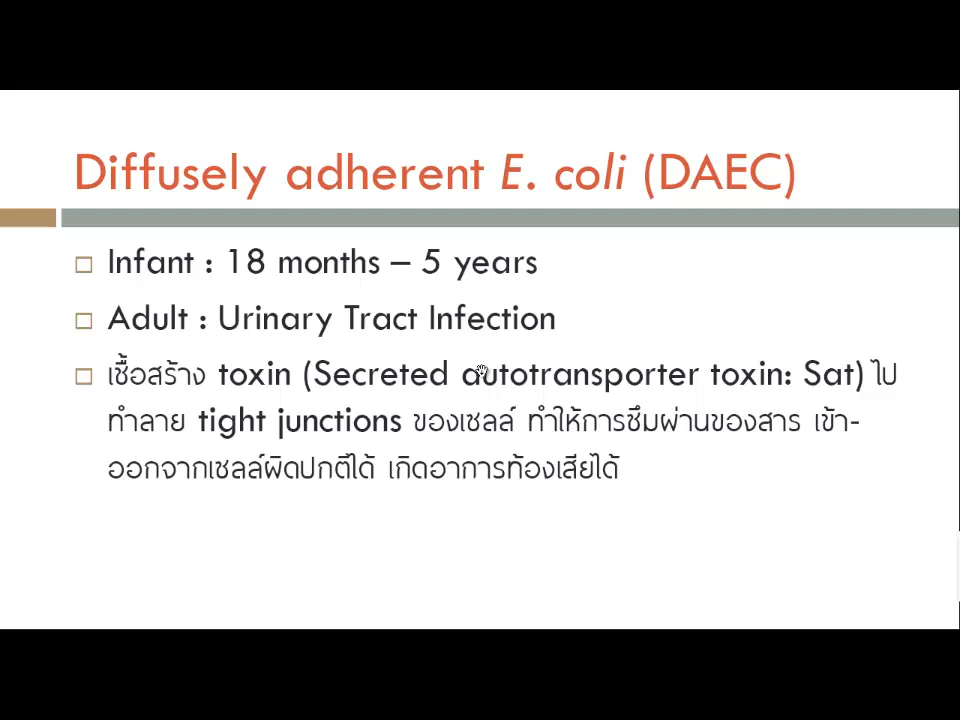 Diffusely adherent E. coli (DAEC)
Infant : 18 months – 5 years
Adult : Urinary Tract Infection
เชื้อสร้าง toxin (Secreted autotransporter toxin: Sat) ไป
ทำลาย tight junctions ของเซลล์ ทำให้การซึมผ่านของสาร เข้า-
ออกจากเซลล์ผิดปกติได้ เกิดอาการท้องเสียได้